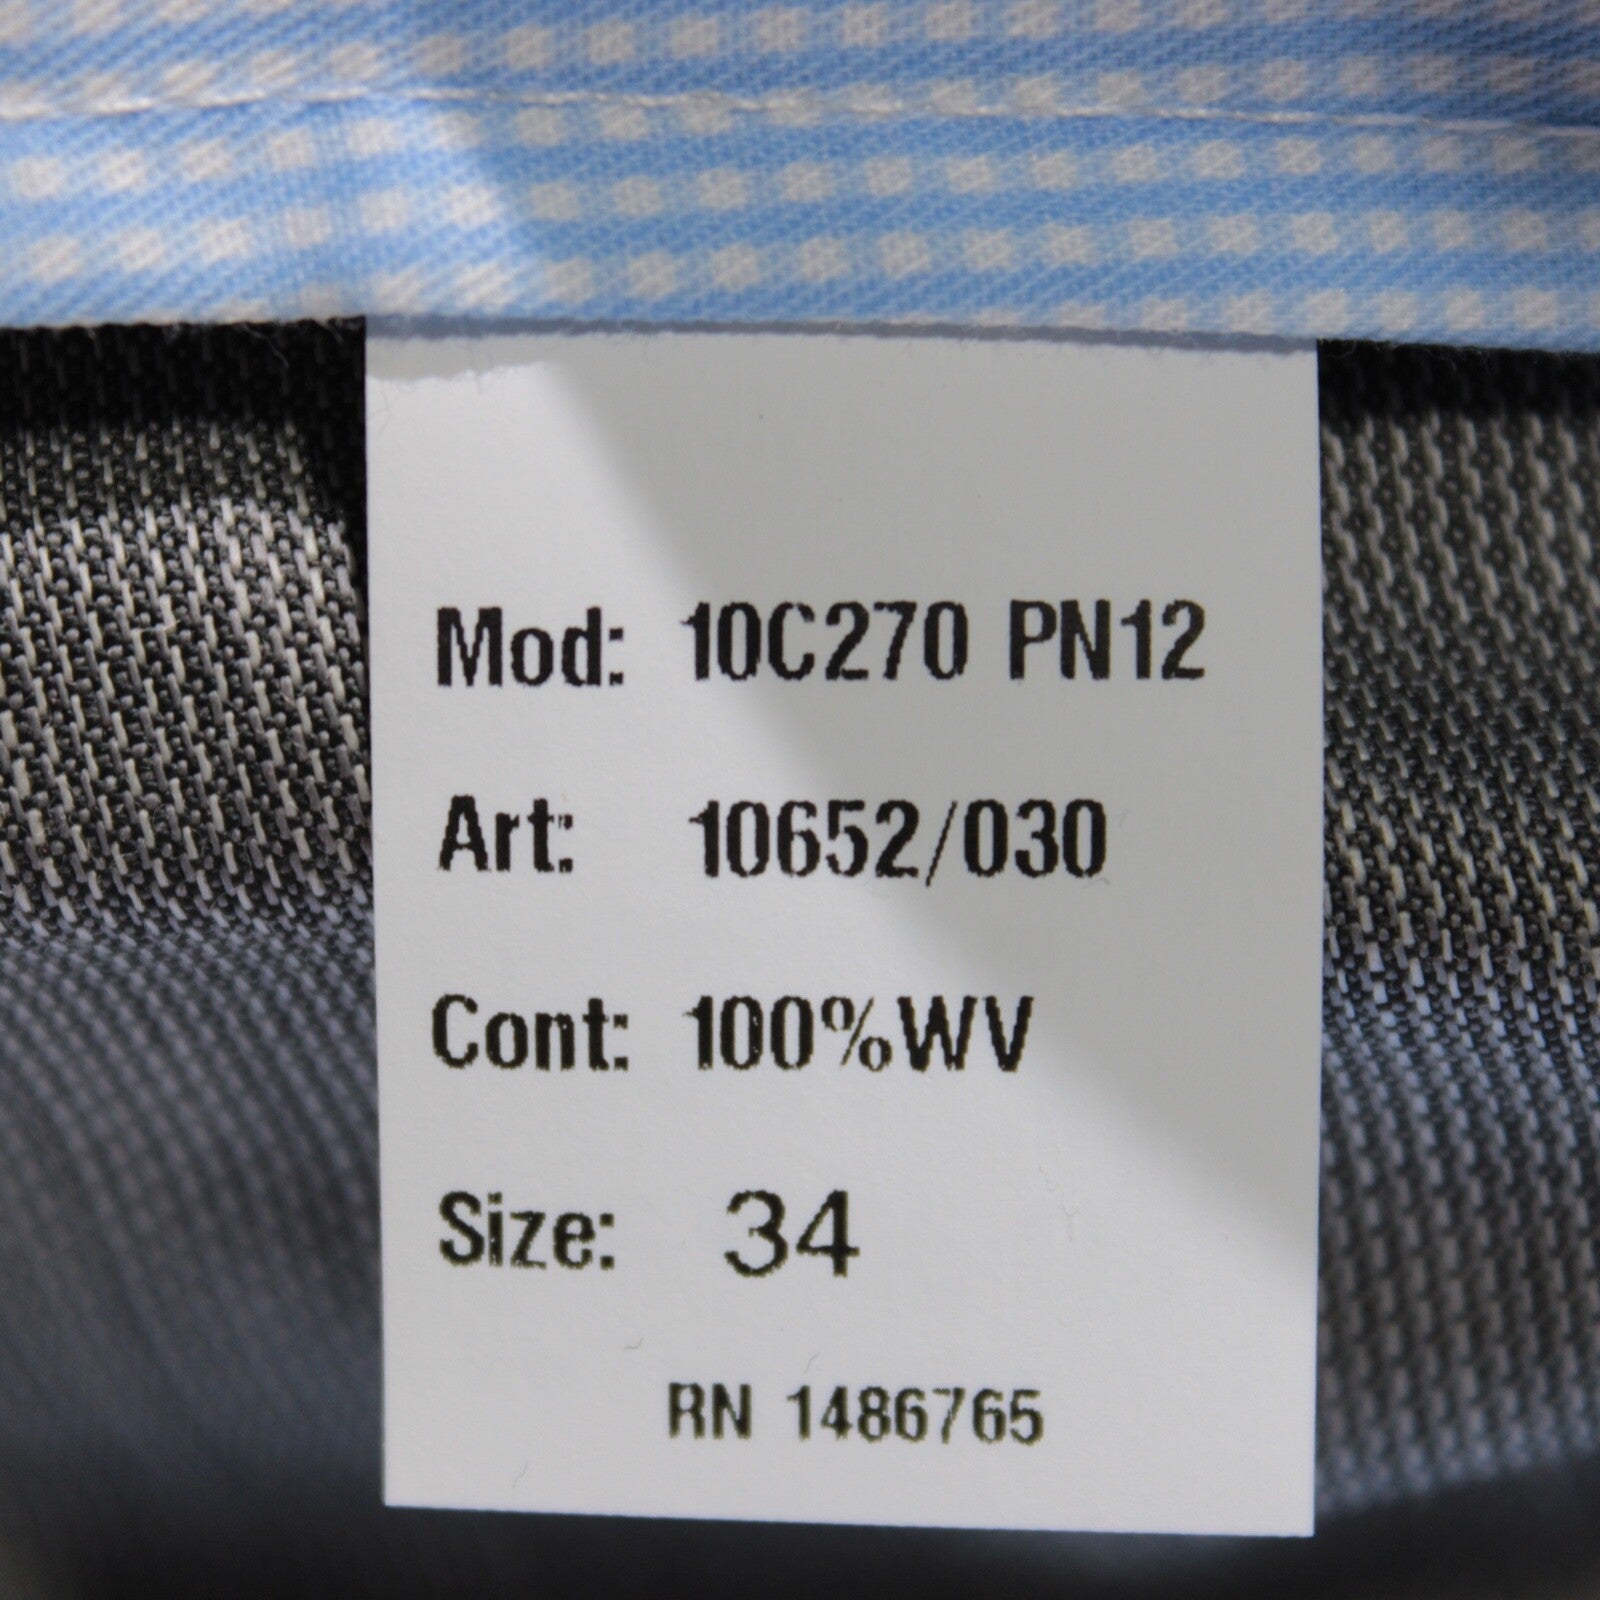 Mod: 10C270 PN12
Art: 10652/030
Cont: 100%WV
Size: 34
RN 1486765